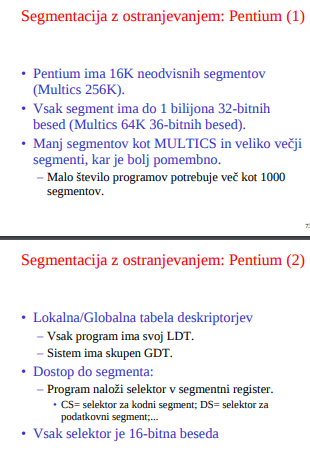 Segmentacija z ostranjevanjem: Pentium (1)
• Pentium ima 16K neodvisnih segmentov
(Multics 256K).
• Vsak segment ima do 1 bilijona 32-bitnih
besed (Multics 64K 36-bitnih besed).
• Manj segmentov kot MULTICS in veliko večji
segmenti, kar je bolj pomembno.
– Malo število programov potrebuje več kot 1000
segmentov.
Segmentacija z ostranjevanjem: Pentium (2)
• Lokalna/Globalna tabela deskriptorjev
– Vsak program ima svoj LDT.
– Sistem ima skupen GDT.
• Dostop do segmenta:
– Program naloži selektor v segmentni register.
• CS= selektor za kodni segment; DS= selektor za
podatkovni segment;...
• Vsak selektor je 16-bitna beseda